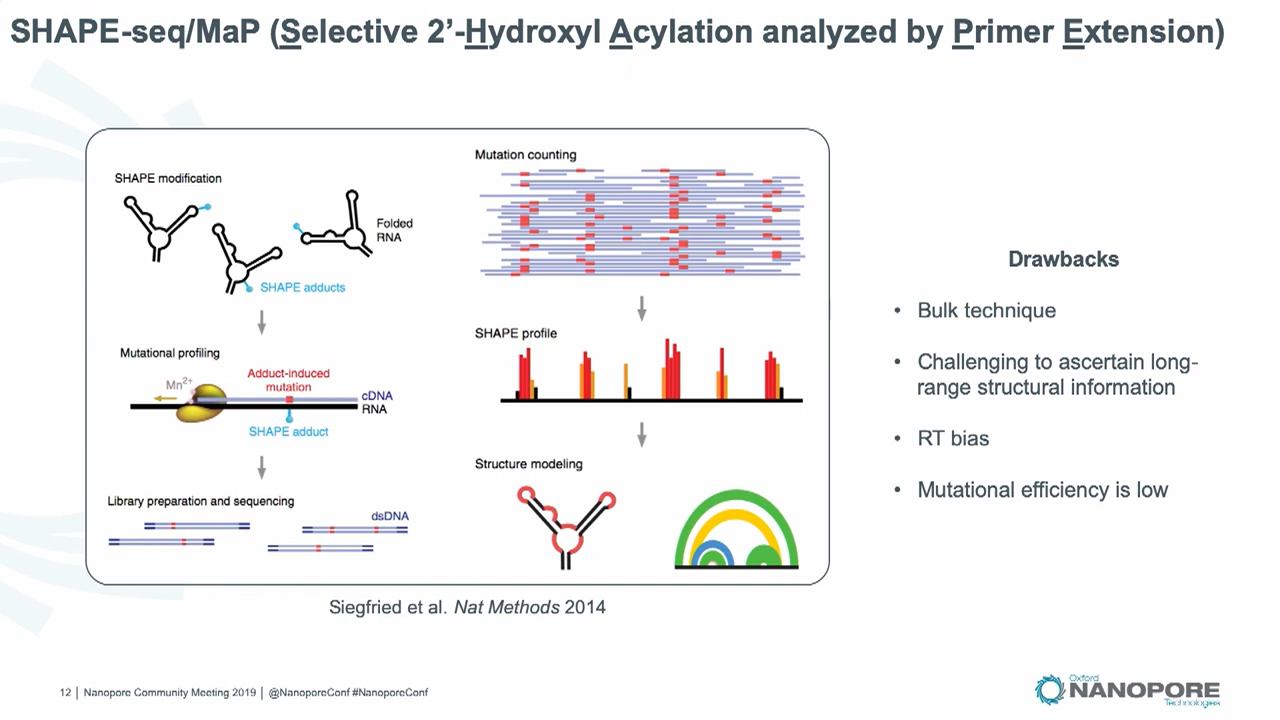 SHAPE-seq/MaP (Selective 2’-Hydroxyl Acylation analyzed by Primer Extension)
SHAPE modification
Folded
RNA
SHAPE adducts
Mutational profiling
Mn2+
Adduct-induced
mutation
cDNA
RNA
SHAPE adduct
Library preparation and sequencing
dsDNA
Mutation counting
SHAPE profile
Structure modeling
Siegfried et al. Nat Methods 2014
Drawbacks
• Bulk technique
• Challenging to ascertain long-
range structural information
• RT bias
• Mutational efficiency is low
12 | Nanopore Community Meeting 2019 | @NanoporeConf #NanoporeConf
Oxford
NANOPORE
Technologies